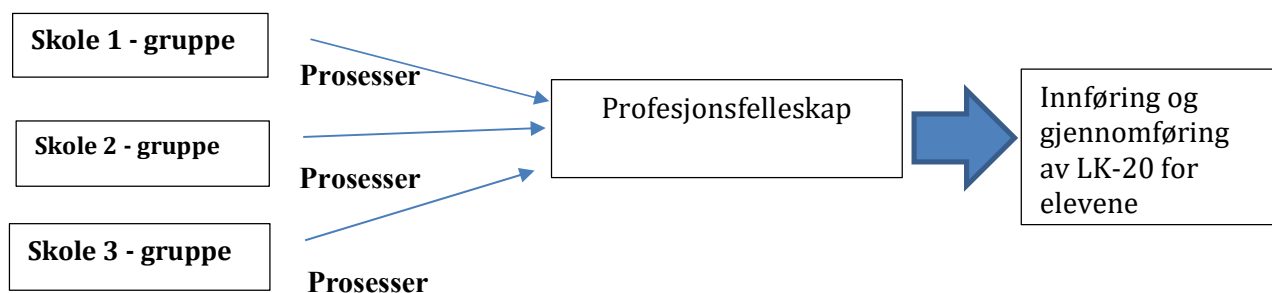 Skole 1 - gruppe
Prosesser
Skole 2 - gruppe
Prosesser
Skole 3 - gruppe
Prosesser
Profesjonsfelleskap
Innføring og
gjennomføring
av LK-20 for
elevene